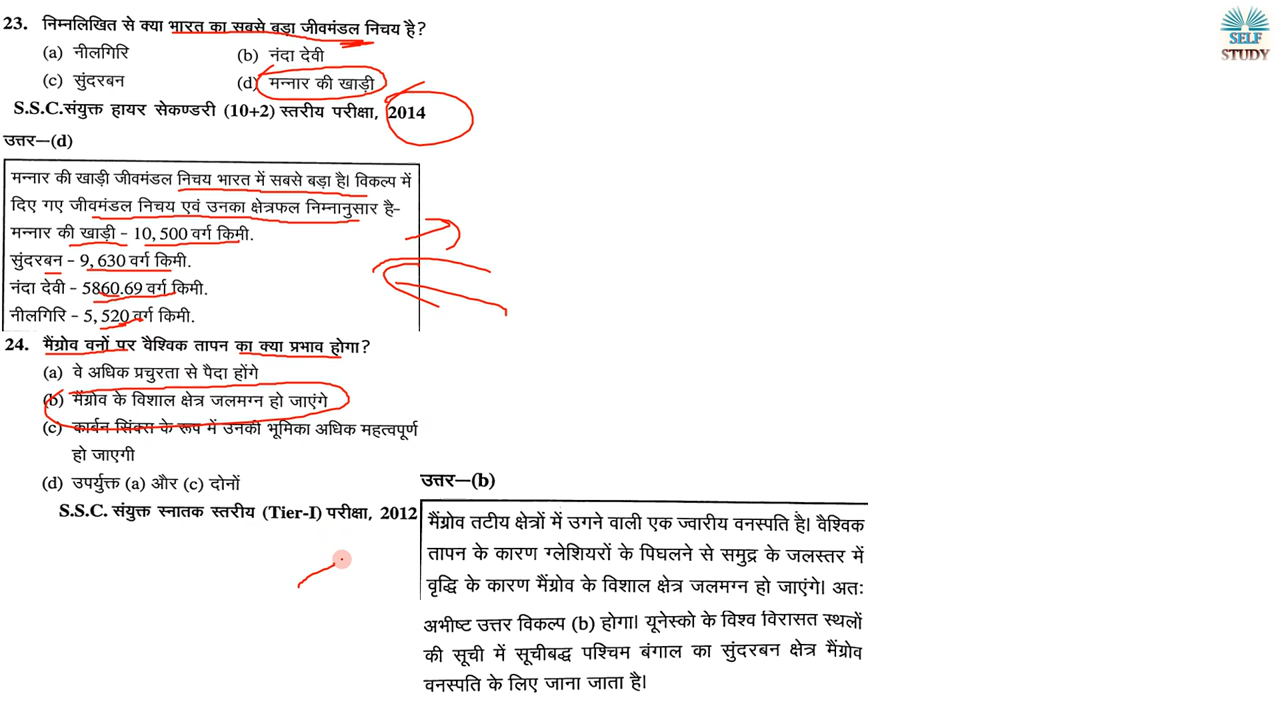 23. निम्नलिखित से क्या भारत का सबसे बड़ा जीवमंडल निचय है?
(a) नीलगिरि (b) नंदा देवी
(c) सुंदरबन (d) मन्नार की खाड़ी
S.S.C.संयुक्त हायर सेकण्डरी (10+2) स्तरीय परीक्षा, 2014
उत्तर—(d)
मन्नार की खाड़ी जीवमंडल निचय भारत में सबसे बड़ा है। विकल्प में
दिए गए जीवमंडल निचय एवं उनका क्षेत्रफल निम्नानुसार है-
मन्नार की खाड़ी - 10,500 वर्ग किमी.
सुंदरबन - 9,630 वर्ग किमी.
नंदा देवी - 5860.69 वर्ग किमी.
नीलगिरि - 5,520 वर्ग किमी.
24. मैंग्रोव वनों पर वैश्विक तापन का क्या प्रभाव होगा?
(a) वे अधिक प्रचुरता से पैदा होंगे
(b) मैंग्रोव के विशाल क्षेत्र जलमग्न हो जाएंगे
(c) कार्बन सिंक्स के रूप में उनकी भूमिका अधिक महत्वपूर्ण
हो जाएगी
(d) उपर्युक्त (a) और (c) दोनों
S.S.C. संयुक्त स्नातक स्तरीय (Tier-I) परीक्षा, 2012
उत्तर—(b)
मैंग्रोव तटीय क्षेत्रों में उगने वाली एक ज्वारीय वनस्पति है। वैश्विक
तापन के कारण ग्लेशियरों के पिघलने से समुद्र के जलस्तर में
वृद्धि के कारण मैंग्रोव के विशाल क्षेत्र जलमग्न हो जाएंगे। अतः
अभीष्ट उत्तर विकल्प (b) होगा। यूनेस्को के विश्व विरासत स्थलों
की सूची में सूचीबद्ध पश्चिम बंगाल का सुंदरबन क्षेत्र मैंग्रोव
वनस्पति के लिए जाना जाता है।
SELF
STUDY